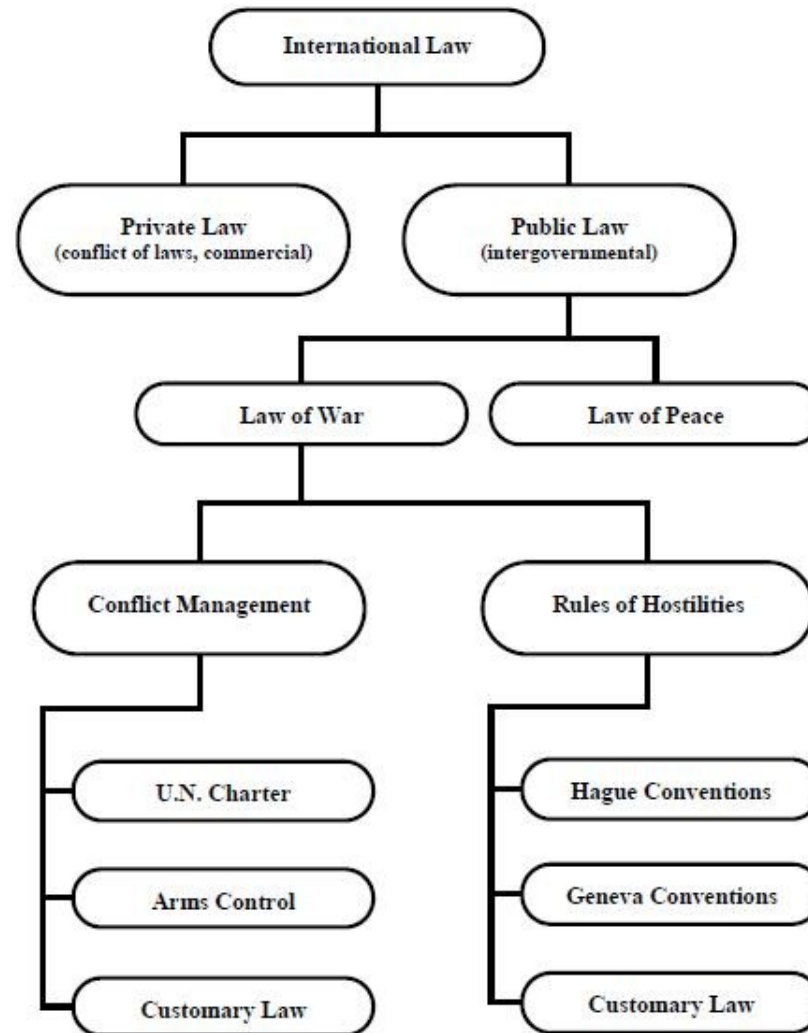 International Law
Private Law
(conflict of laws, commercial)
Public Law
(intergovernmental)
Law of War
Law of Peace
Conflict Management
Rules of Hostilities
U.N. Charter
Hague Conventions
Arms Control
Geneva Conventions
Customary Law
Customary Law